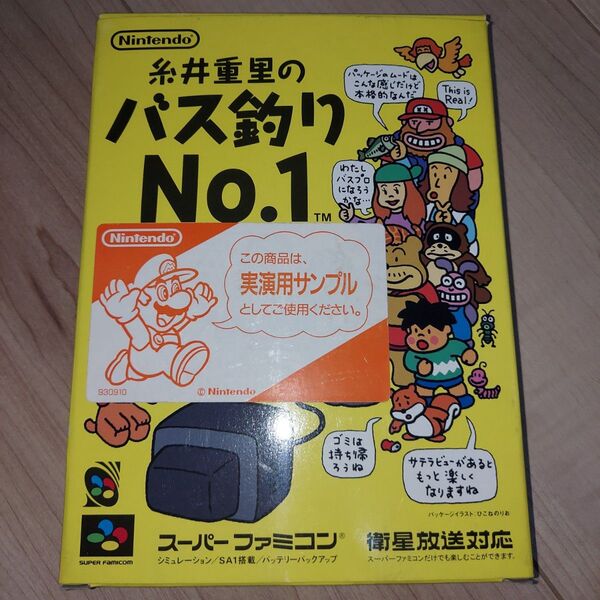 Nintendo
糸井重里の
バス釣り
No.1™
パッケージのムードは
こんな感じだけど
本格的なんだ
This is
Real!
わたし
バスプロ
になろう
かな…
Nintendo
この商品は、
実演用サンプル
としてご使用ください。
930910
© Nintendo
ゴミは
持ち帰
ろうね
サテラビューがあると
もっと楽しく
なりますね
パッケージイラスト:ひこねのりお
SUPER FAMICOM
スーパーファミコン®
シミュレーション/SA1搭載/バッテリーバックアップ
衛星放送対応
スーパーファミコンだけでも楽しむことができます。